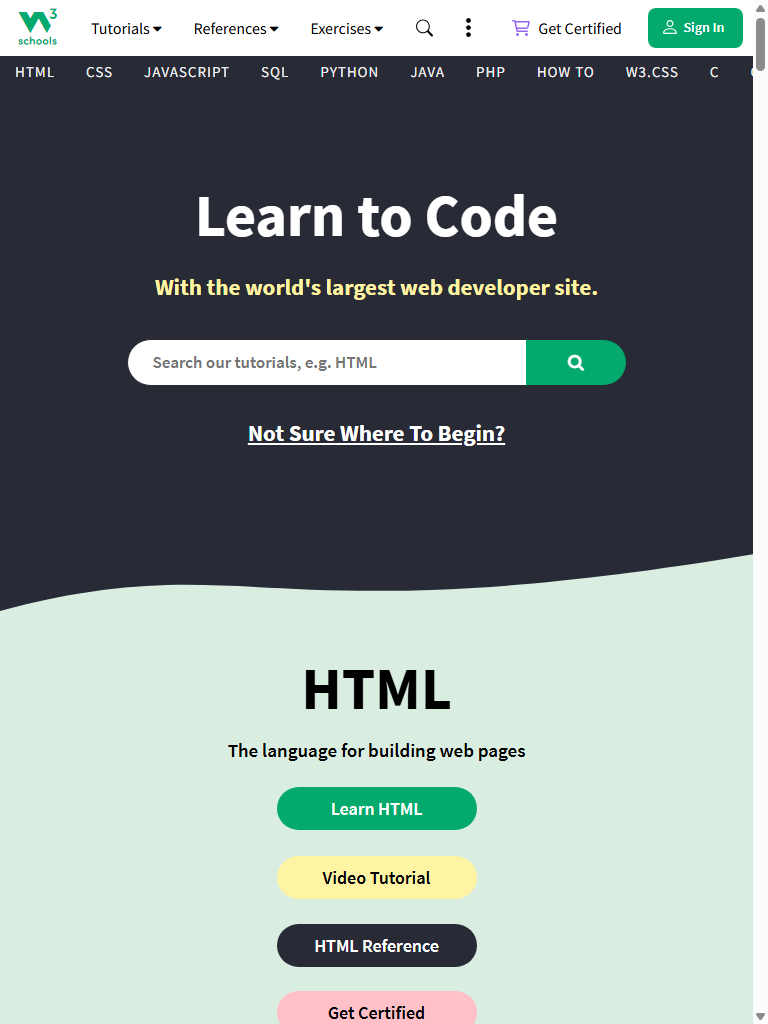 3
schools
Tutorials References Exercises Get Certified Sign In
HTML CSS JAVASCRIPT SQL PYTHON JAVA PHP HOW TO W3.CSS C
Learn to Code
With the world's largest web developer site.
Search our tutorials, e.g. HTML
Not Sure Where To Begin?
HTML
The language for building web pages
Learn HTML
Video Tutorial
HTML Reference
Get Certified